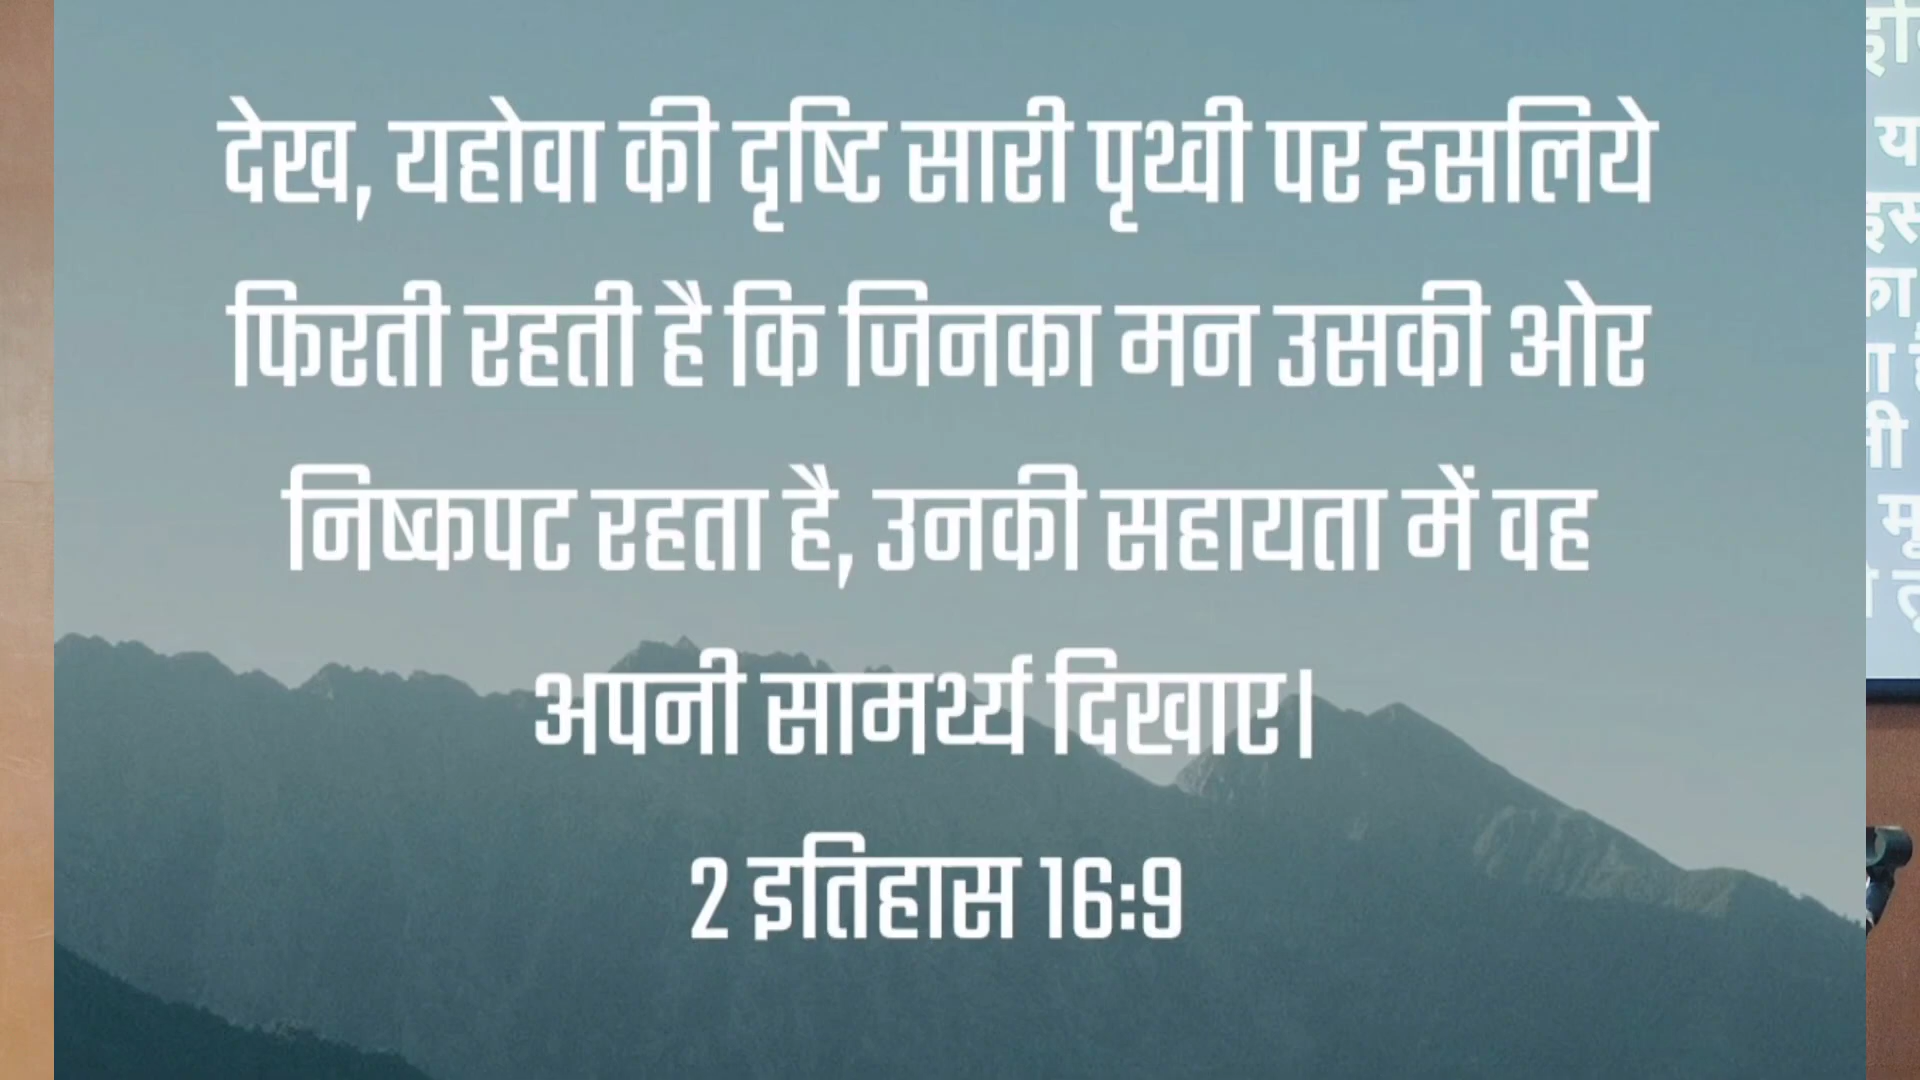 देख, यहोवा की दृष्टि सारी पृथ्वी पर इसलिये
फिरती रहती है कि जिनका मन उसकी ओर
निष्कपट रहता है, उनकी सहायता में वह
अपनी सामर्थ्य दिखाए।
2 इतिहास 16:9